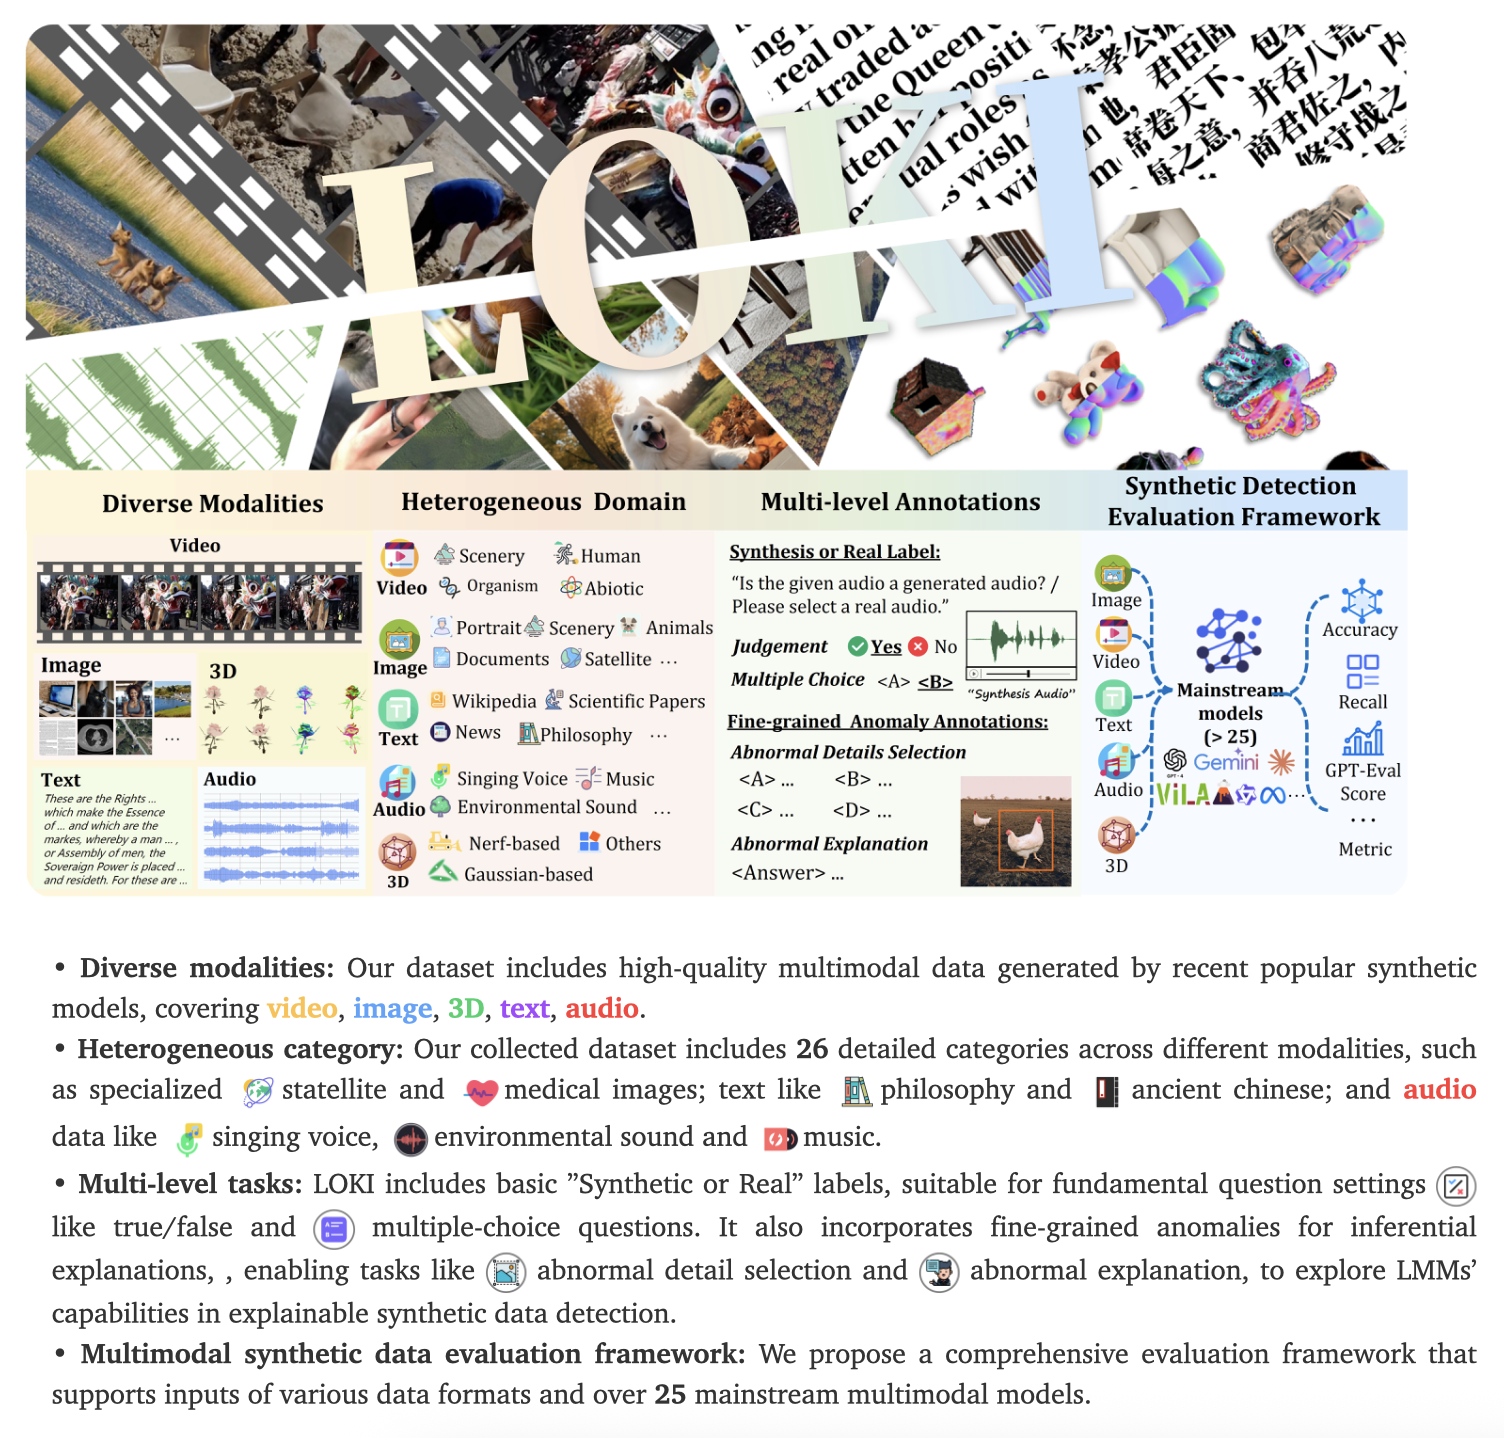 ng i
real on
y traded a
the Queen
tten h positi
ual roles
s wish
d wit
m
不念,
孝公
也, 君臣固
席卷天下、包
海之意, 并吞八荒
商君佐之, 内
修守战之
LOKI
Diverse Modalities
Heterogeneous Domain
Multi-level Annotations
Synthetic Detection
Evaluation Framework
Video
Image
3D
...
Text
These are the Rights ...
which make the Essence
of ... and which are the
markes, whereby a man ... ,
or Assembly of men, the
Soveraign Power is placed ...
and resideth. For these are ...
Audio
Video
Scenery
Human
Organism
Abiotic
Image
Portrait
Scenery
Animals
Documents
Satellite ...
Text
Wikipedia
Scientific Papers
News
Philosophy ...
Audio
Singing Voice
Music
Environmental Sound ...
3D
Nerf-based
Others
Gaussian-based
Synthesis or Real Label:
“Is the given audio a generated audio? /
Please select a real audio.”
Judgement Yes No
Multiple Choice <A> <B>
“Synthesis Audio”
Fine-grained Anomaly Annotations:
Abnormal Details Selection
<A> ... <B> ...
<C> ... <D> ...
Abnormal Explanation
<Answer> ...
Image
Video
Text
Audio
3D
Mainstream
models
(> 25)
GPT-4
Gemini
VILA
...
Accuracy
Recall
GPT-Eval
Score
...
Metric
• Diverse modalities: Our dataset includes high-quality multimodal data generated by recent popular synthetic
models, covering video, image, 3D, text, audio.
• Heterogeneous category: Our collected dataset includes 26 detailed categories across different modalities, such
as specialized statellite and medical images; text like philosophy and ancient chinese; and audio
data like singing voice, environmental sound and music.
• Multi-level tasks: LOKI includes basic ”Synthetic or Real” labels, suitable for fundamental question settings
like true/false and multiple-choice questions. It also incorporates fine-grained anomalies for inferential
explanations, , enabling tasks like abnormal detail selection and abnormal explanation, to explore LMMs’
capabilities in explainable synthetic data detection.
• Multimodal synthetic data evaluation framework: We propose a comprehensive evaluation framework that
supports inputs of various data formats and over 25 mainstream multimodal models.